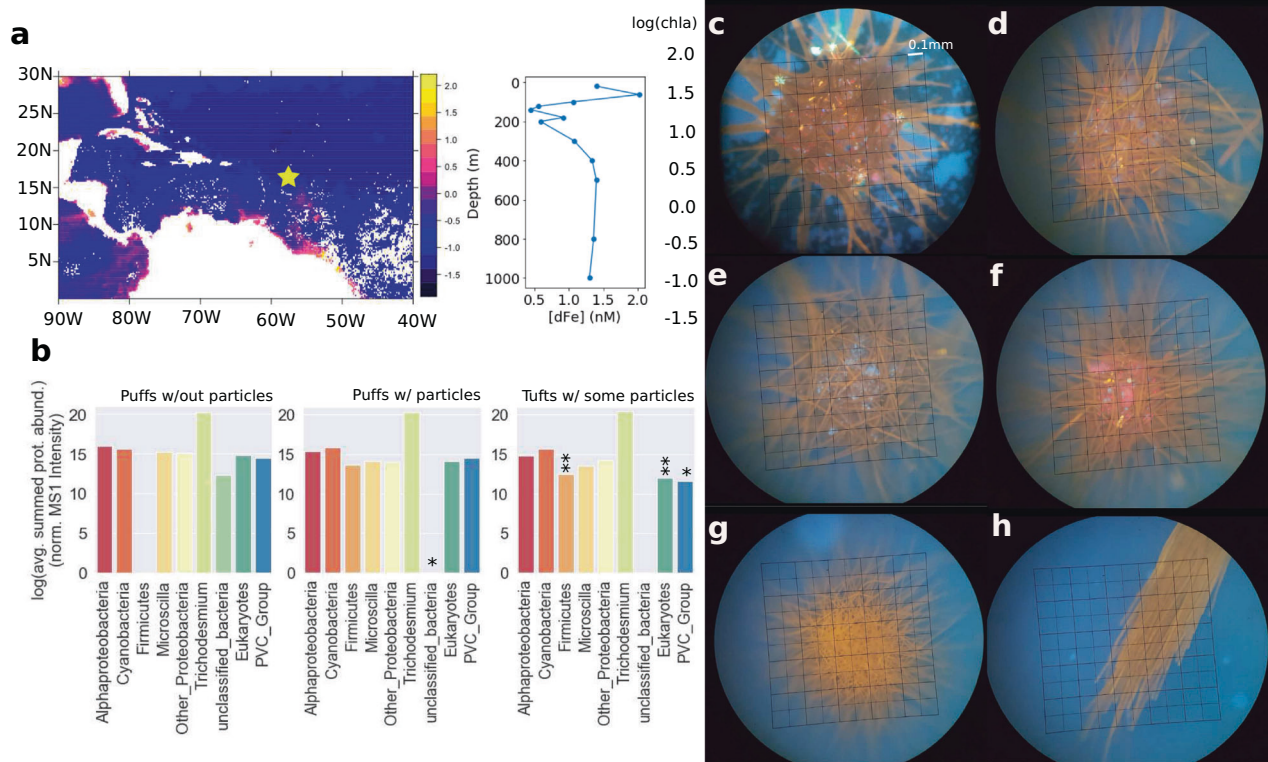 a
30N
25N
20N
15N
10N
5N
90W
80W
70W
60W
50W
40W
2.0
1.5
1.0
0.5
0.0
-0.5
-1.0
-1.5
Depth (m)
0
200
400
600
800
1000
0.5
1.0
1.5
2.0
[dFe] (nM)
log(chla)
2.0
1.5
1.0
0.5
0.0
-0.5
-1.0
-1.5
b
log(avg. summed prot. abund.)
(norm. MS1 Intensity)
Puffs w/out particles
20
15
10
5
0
Alphaproteobacteria
Cyanobacteria
Firmicutes
Microscilla
Other_Proteobacteria
Trichodesmium
unclassified_bacteria
Eukaryotes
PVC_Group
Puffs w/ particles
20
15
10
5
0
*
Alphaproteobacteria
Cyanobacteria
Firmicutes
Microscilla
Other_Proteobacteria
Trichodesmium
unclassified_bacteria
Eukaryotes
PVC_Group
Tufts w/ some particles
20
15
10
5
0
**
**
*
Alphaproteobacteria
Cyanobacteria
Firmicutes
Microscilla
Other_Proteobacteria
Trichodesmium
unclassified_bacteria
Eukaryotes
PVC_Group
c
0.1mm
d
e
f
g
h